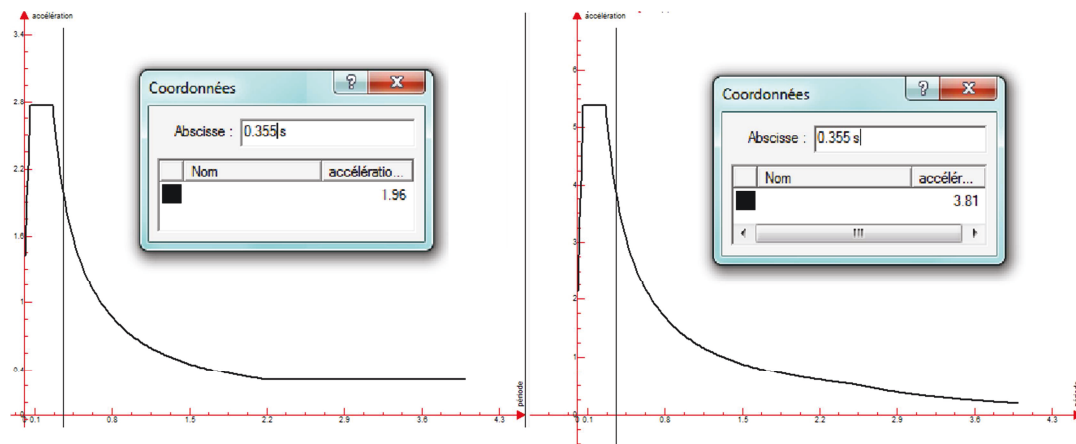 accélération
3.4
2.8
2.2
1.6
1
0.4
0
0.1
0.8
1.5
2.2
2.9
3.6
4.3
période
Coordonnées
?
X
Abscisse : 0.355s
Nom
accélératio...
1.96
accélération
6
5
4
3
2
1
0
0.1
0.8
1.5
2.2
2.9
3.6
4.3
période
Coordonnées
?
X
Abscisse : 0.355 s
Nom
accélér...
3.81